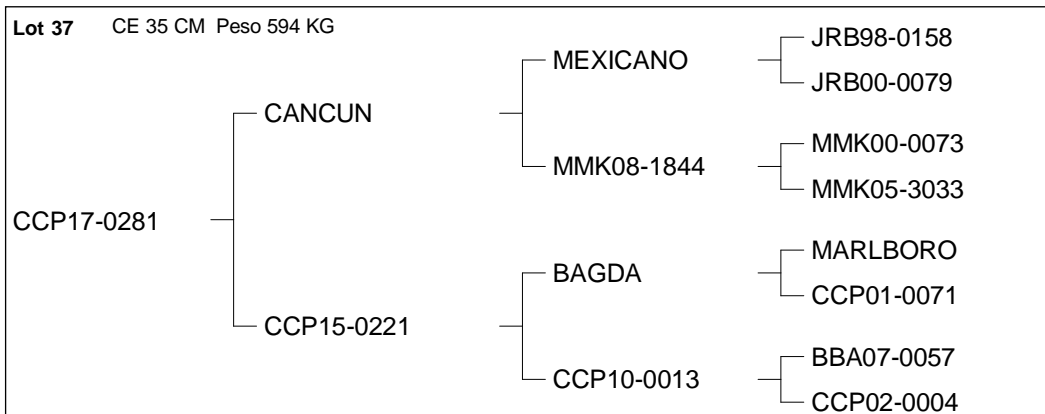 Lot 37 CE 35 CM Peso 594 KG
JRB98-0158
MEXICANO
JRB00-0079
CANCUN
MMK00-0073
MMK08-1844
MMK05-3033
CCP17-0281
MARLBORO
BAGDA
CCP01-0071
CCP15-0221
BBA07-0057
CCP10-0013
CCP02-0004